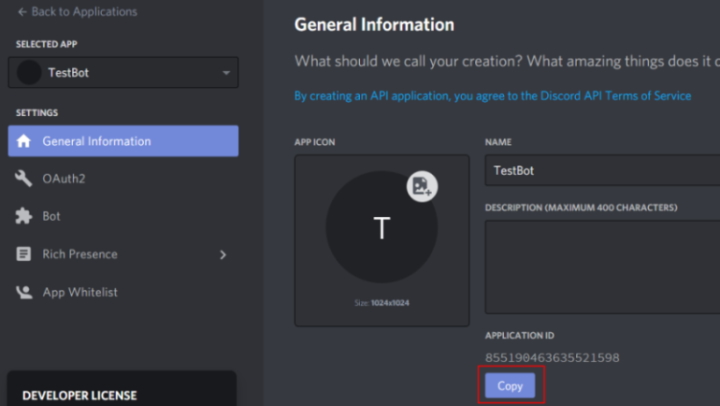 ← Back to Applications
SELECTED APP
TestBot
SETTINGS
General Information
OAuth2
Bot
Rich Presence
App Whitelist
DEVELOPER LICENSE
General Information
What should we call your creation? What amazing things does it
By creating an API application, you agree to the Discord API Terms of Service
APP ICON
T
Size: 1024x1024
NAME
TestBot
DESCRIPTION (MAXIMUM 400 CHARACTERS)
APPLICATION ID
855190463635521598
Copy